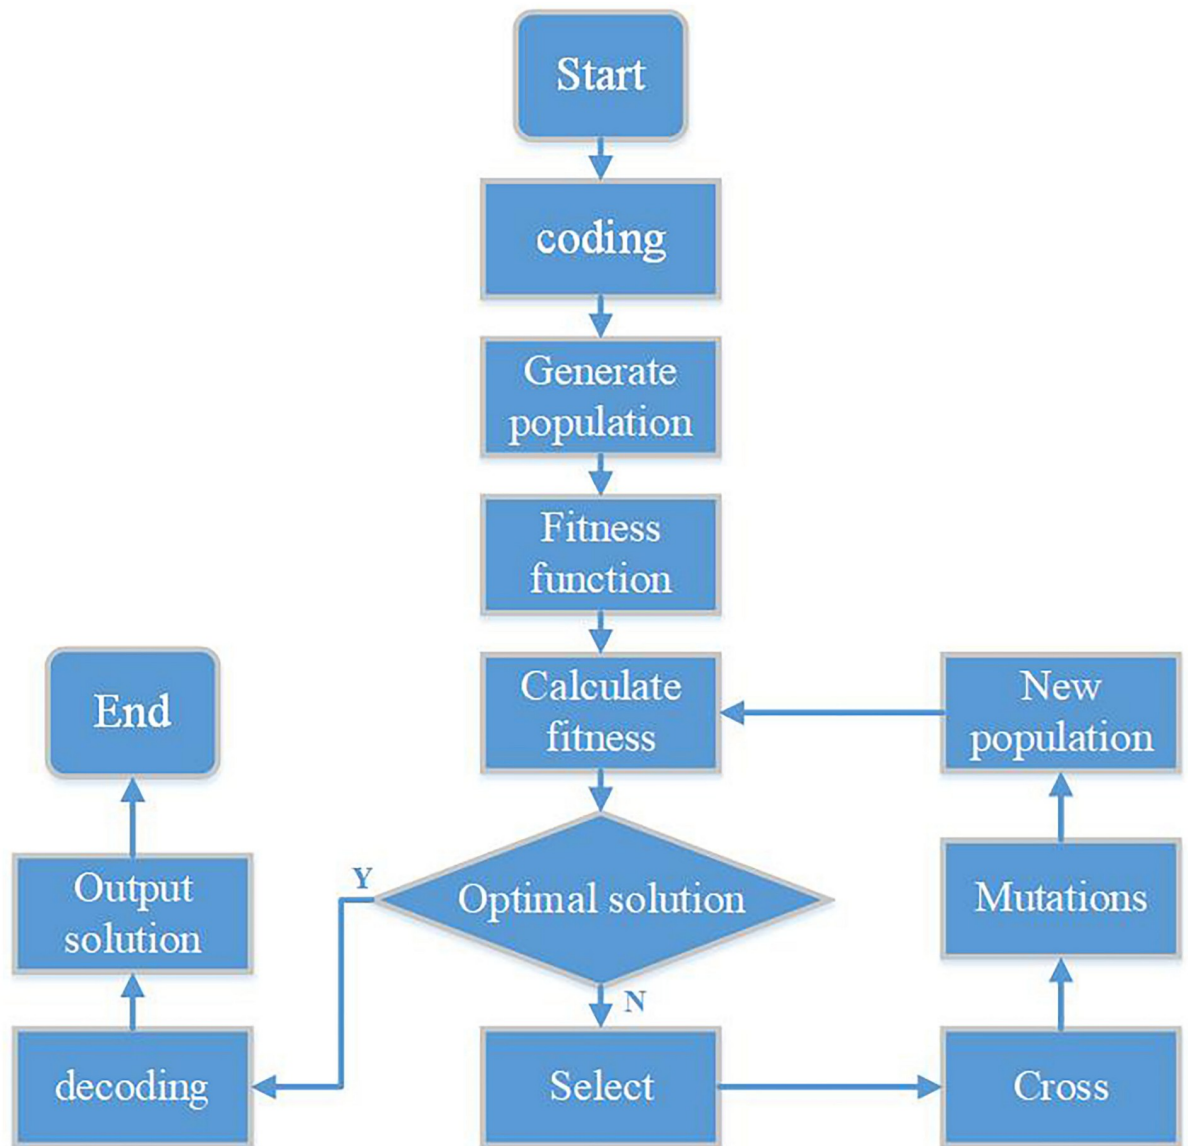 Start
coding
Generate
population
Fitness
function
Calculate
fitness
New
population
End
Optimal solution
Y
N
Output
solution
Mutations
decoding
Select
Cross